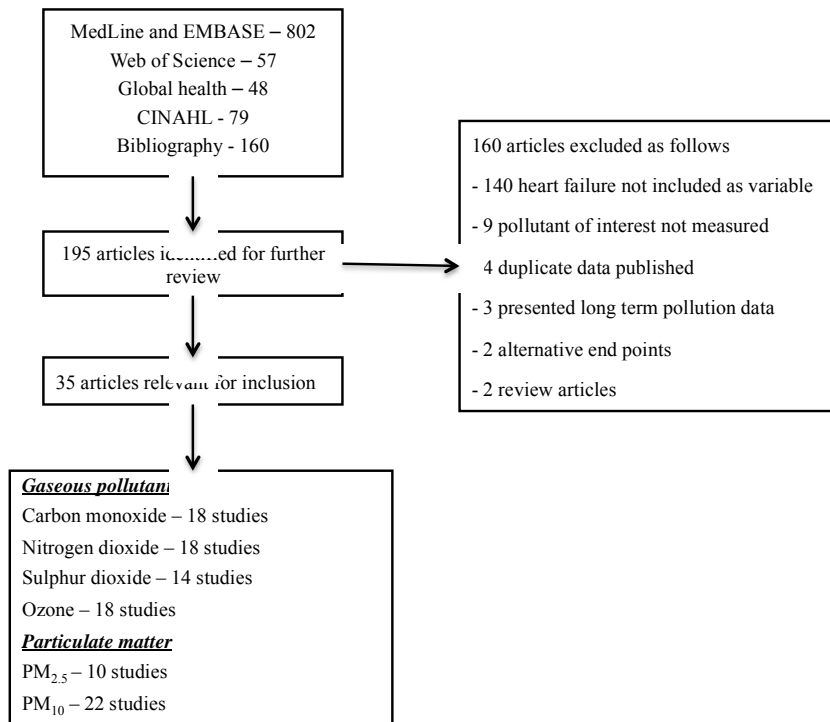 MedLine and EMBASE – 802
Web of Science – 57
Global health – 48
CINAHL - 79
Bibliography - 160
195 articles identified for further
review
35 articles relevant for inclusion
160 articles excluded as follows
- 140 heart failure not included as variable
- 9 pollutant of interest not measured
4 duplicate data published
- 3 presented long term pollution data
- 2 alternative end points
- 2 review articles
Gaseous pollutant
Carbon monoxide – 18 studies
Nitrogen dioxide – 18 studies
Sulphur dioxide – 14 studies
Ozone – 18 studies
Particulate matter
PM2.5 – 10 studies
PM10 – 22 studies